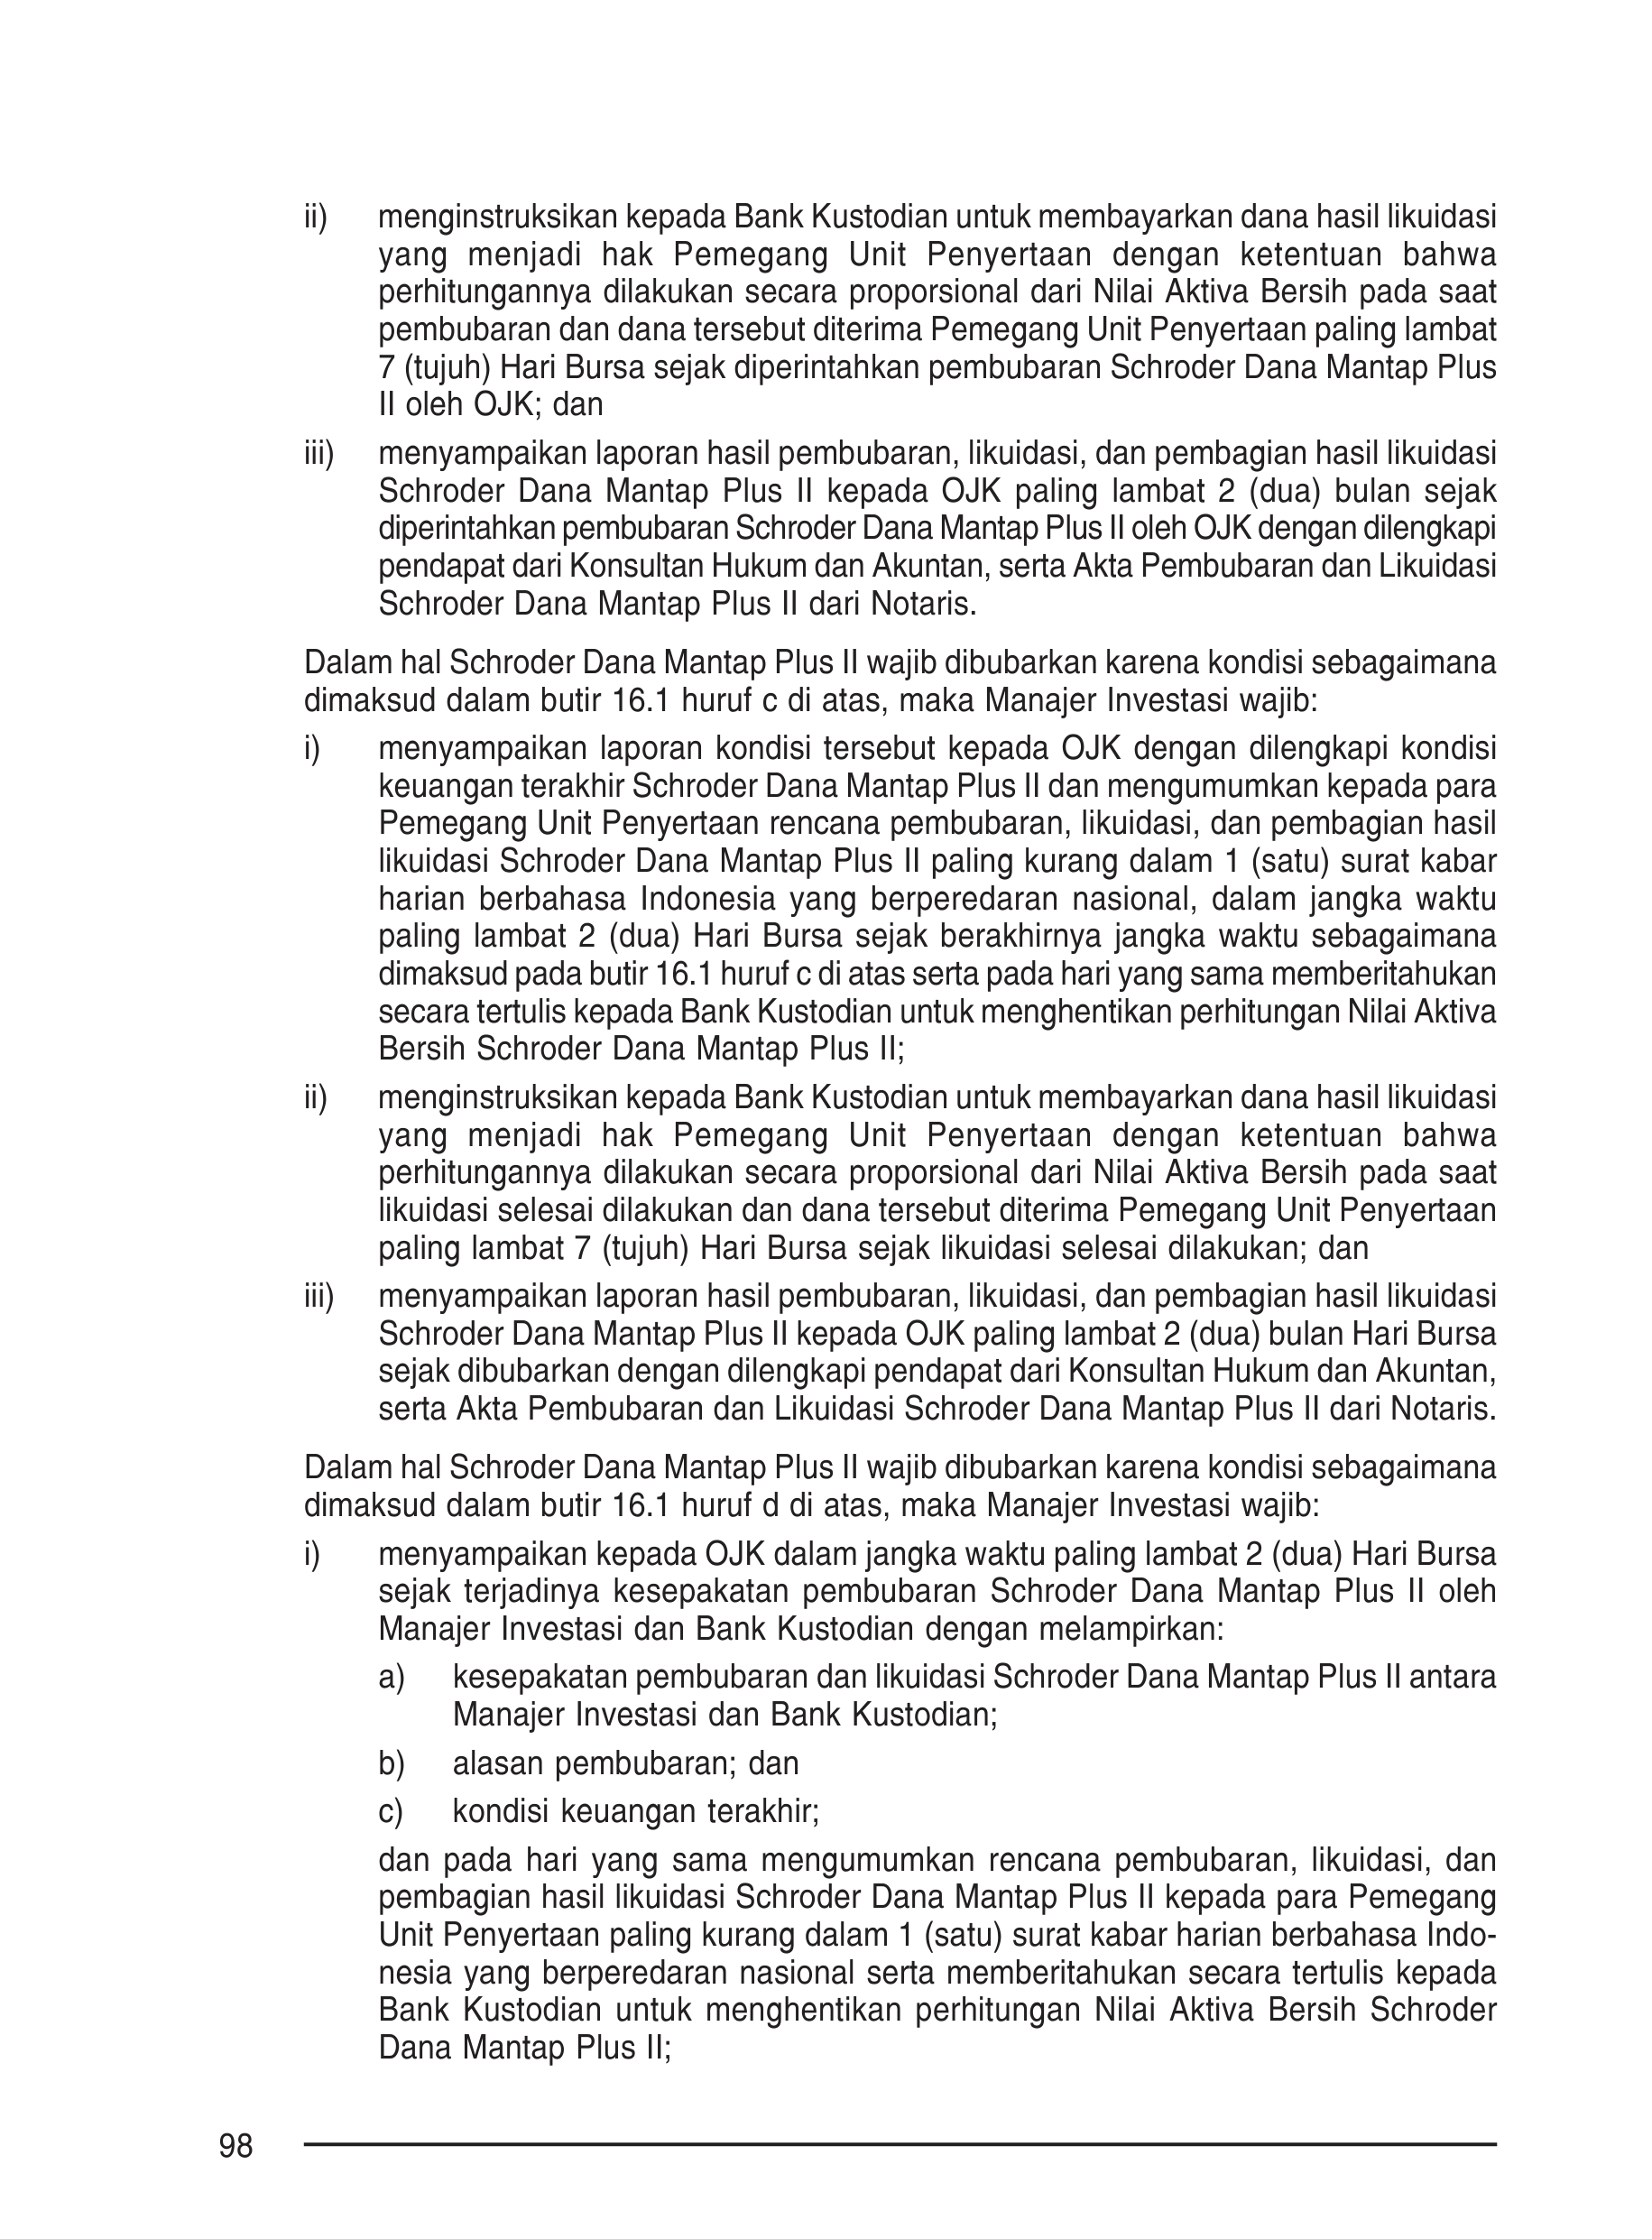 ii) menginstruksikan kepada Bank Kustodian untuk membayarkan dana hasil likuidasi
yang menjadi hak Pemegang Unit Penyertaan dengan ketentuan bahwa
perhitungannya dilakukan secara proporsional dari Nilai Aktiva Bersih pada saat
pembubaran dan dana tersebut diterima Pemegang Unit Penyertaan paling lambat
7 (tujuh) Hari Bursa sejak diperintahkan pembubaran Schroder Dana Mantap Plus
II oleh OJK; dan
iii) menyampaikan laporan hasil pembubaran, likuidasi, dan pembagian hasil likuidasi
Schroder Dana Mantap Plus II kepada OJK paling lambat 2 (dua) bulan sejak
diperintahkan pembubaran Schroder Dana Mantap Plus II oleh OJK dengan dilengkapi
pendapat dari Konsultan Hukum dan Akuntan, serta Akta Pembubaran dan Likuidasi
Schroder Dana Mantap Plus II dari Notaris.
Dalam hal Schroder Dana Mantap Plus II wajib dibubarkan karena kondisi sebagaimana
dimaksud dalam butir 16.1 huruf c di atas, maka Manajer Investasi wajib:
i) menyampaikan laporan kondisi tersebut kepada OJK dengan dilengkapi kondisi
keuangan terakhir Schroder Dana Mantap Plus II dan mengumumkan kepada para
Pemegang Unit Penyertaan rencana pembubaran, likuidasi, dan pembagian hasil
likuidasi Schroder Dana Mantap Plus II paling kurang dalam 1 (satu) surat kabar
harian berbahasa Indonesia yang berperedaran nasional, dalam jangka waktu
paling lambat 2 (dua) Hari Bursa sejak berakhirnya jangka waktu sebagaimana
dimaksud pada butir 16.1 huruf c di atas serta pada hari yang sama memberitahukan
secara tertulis kepada Bank Kustodian untuk menghentikan perhitungan Nilai Aktiva
Bersih Schroder Dana Mantap Plus II;
ii) menginstruksikan kepada Bank Kustodian untuk membayarkan dana hasil likuidasi
yang menjadi hak Pemegang Unit Penyertaan dengan ketentuan bahwa
perhitungannya dilakukan secara proporsional dari Nilai Aktiva Bersih pada saat
likuidasi selesai dilakukan dan dana tersebut diterima Pemegang Unit Penyertaan
paling lambat 7 (tujuh) Hari Bursa sejak likuidasi selesai dilakukan; dan
iii) menyampaikan laporan hasil pembubaran, likuidasi, dan pembagian hasil likuidasi
Schroder Dana Mantap Plus II kepada OJK paling lambat 2 (dua) bulan Hari Bursa
sejak dibubarkan dengan dilengkapi pendapat dari Konsultan Hukum dan Akuntan,
serta Akta Pembubaran dan Likuidasi Schroder Dana Mantap Plus II dari Notaris.
Dalam hal Schroder Dana Mantap Plus II wajib dibubarkan karena kondisi sebagaimana
dimaksud dalam butir 16.1 huruf d di atas, maka Manajer Investasi wajib:
i) menyampaikan kepada OJK dalam jangka waktu paling lambat 2 (dua) Hari Bursa
sejak terjadinya kesepakatan pembubaran Schroder Dana Mantap Plus II oleh
Manajer Investasi dan Bank Kustodian dengan melampirkan:
a) kesepakatan pembubaran dan likuidasi Schroder Dana Mantap Plus II antara
Manajer Investasi dan Bank Kustodian;
b) alasan pembubaran; dan
c) kondisi keuangan terakhir;
dan pada hari yang sama mengumumkan rencana pembubaran, likuidasi, dan
pembagian hasil likuidasi Schroder Dana Mantap Plus II kepada para Pemegang
Unit Penyertaan paling kurang dalam 1 (satu) surat kabar harian berbahasa Indo-
nesia yang berperedaran nasional serta memberitahukan secara tertulis kepada
Bank Kustodian untuk menghentikan perhitungan Nilai Aktiva Bersih Schroder
Dana Mantap Plus II;
98